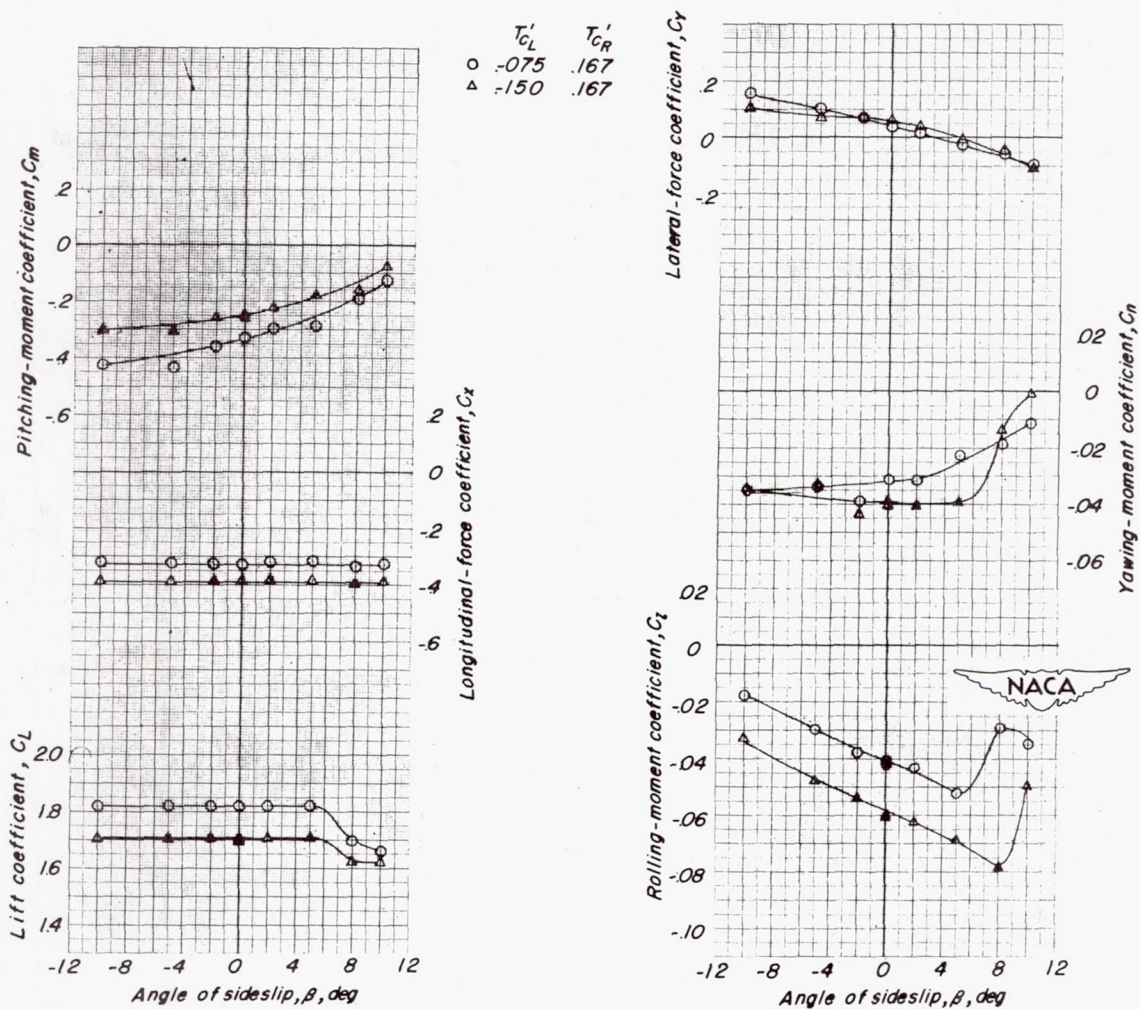 T'CL T'CR
○ -.075 .167
△ -.150 .167
Pitching-moment coefficient, Cm
.2
0
-.2
-.4
-.6
Longitudinal-force coefficient, Cx
.2
0
-.2
-.4
-.6
Lift coefficient, CL
2.0
1.8
1.6
1.4
-12 -8 -4 0 4 8 12
Angle of sideslip, β, deg
Lateral-force coefficient, CY
.2
0
-.2
Yawing-moment coefficient, Cn
.02
0
-.02
-.04
-.06
Rolling-moment coefficient, Cl
.02
0
-.02
-.04
-.06
-.08
-.10
NACA
-12 -8 -4 0 4 8 12
Angle of sideslip, β, deg